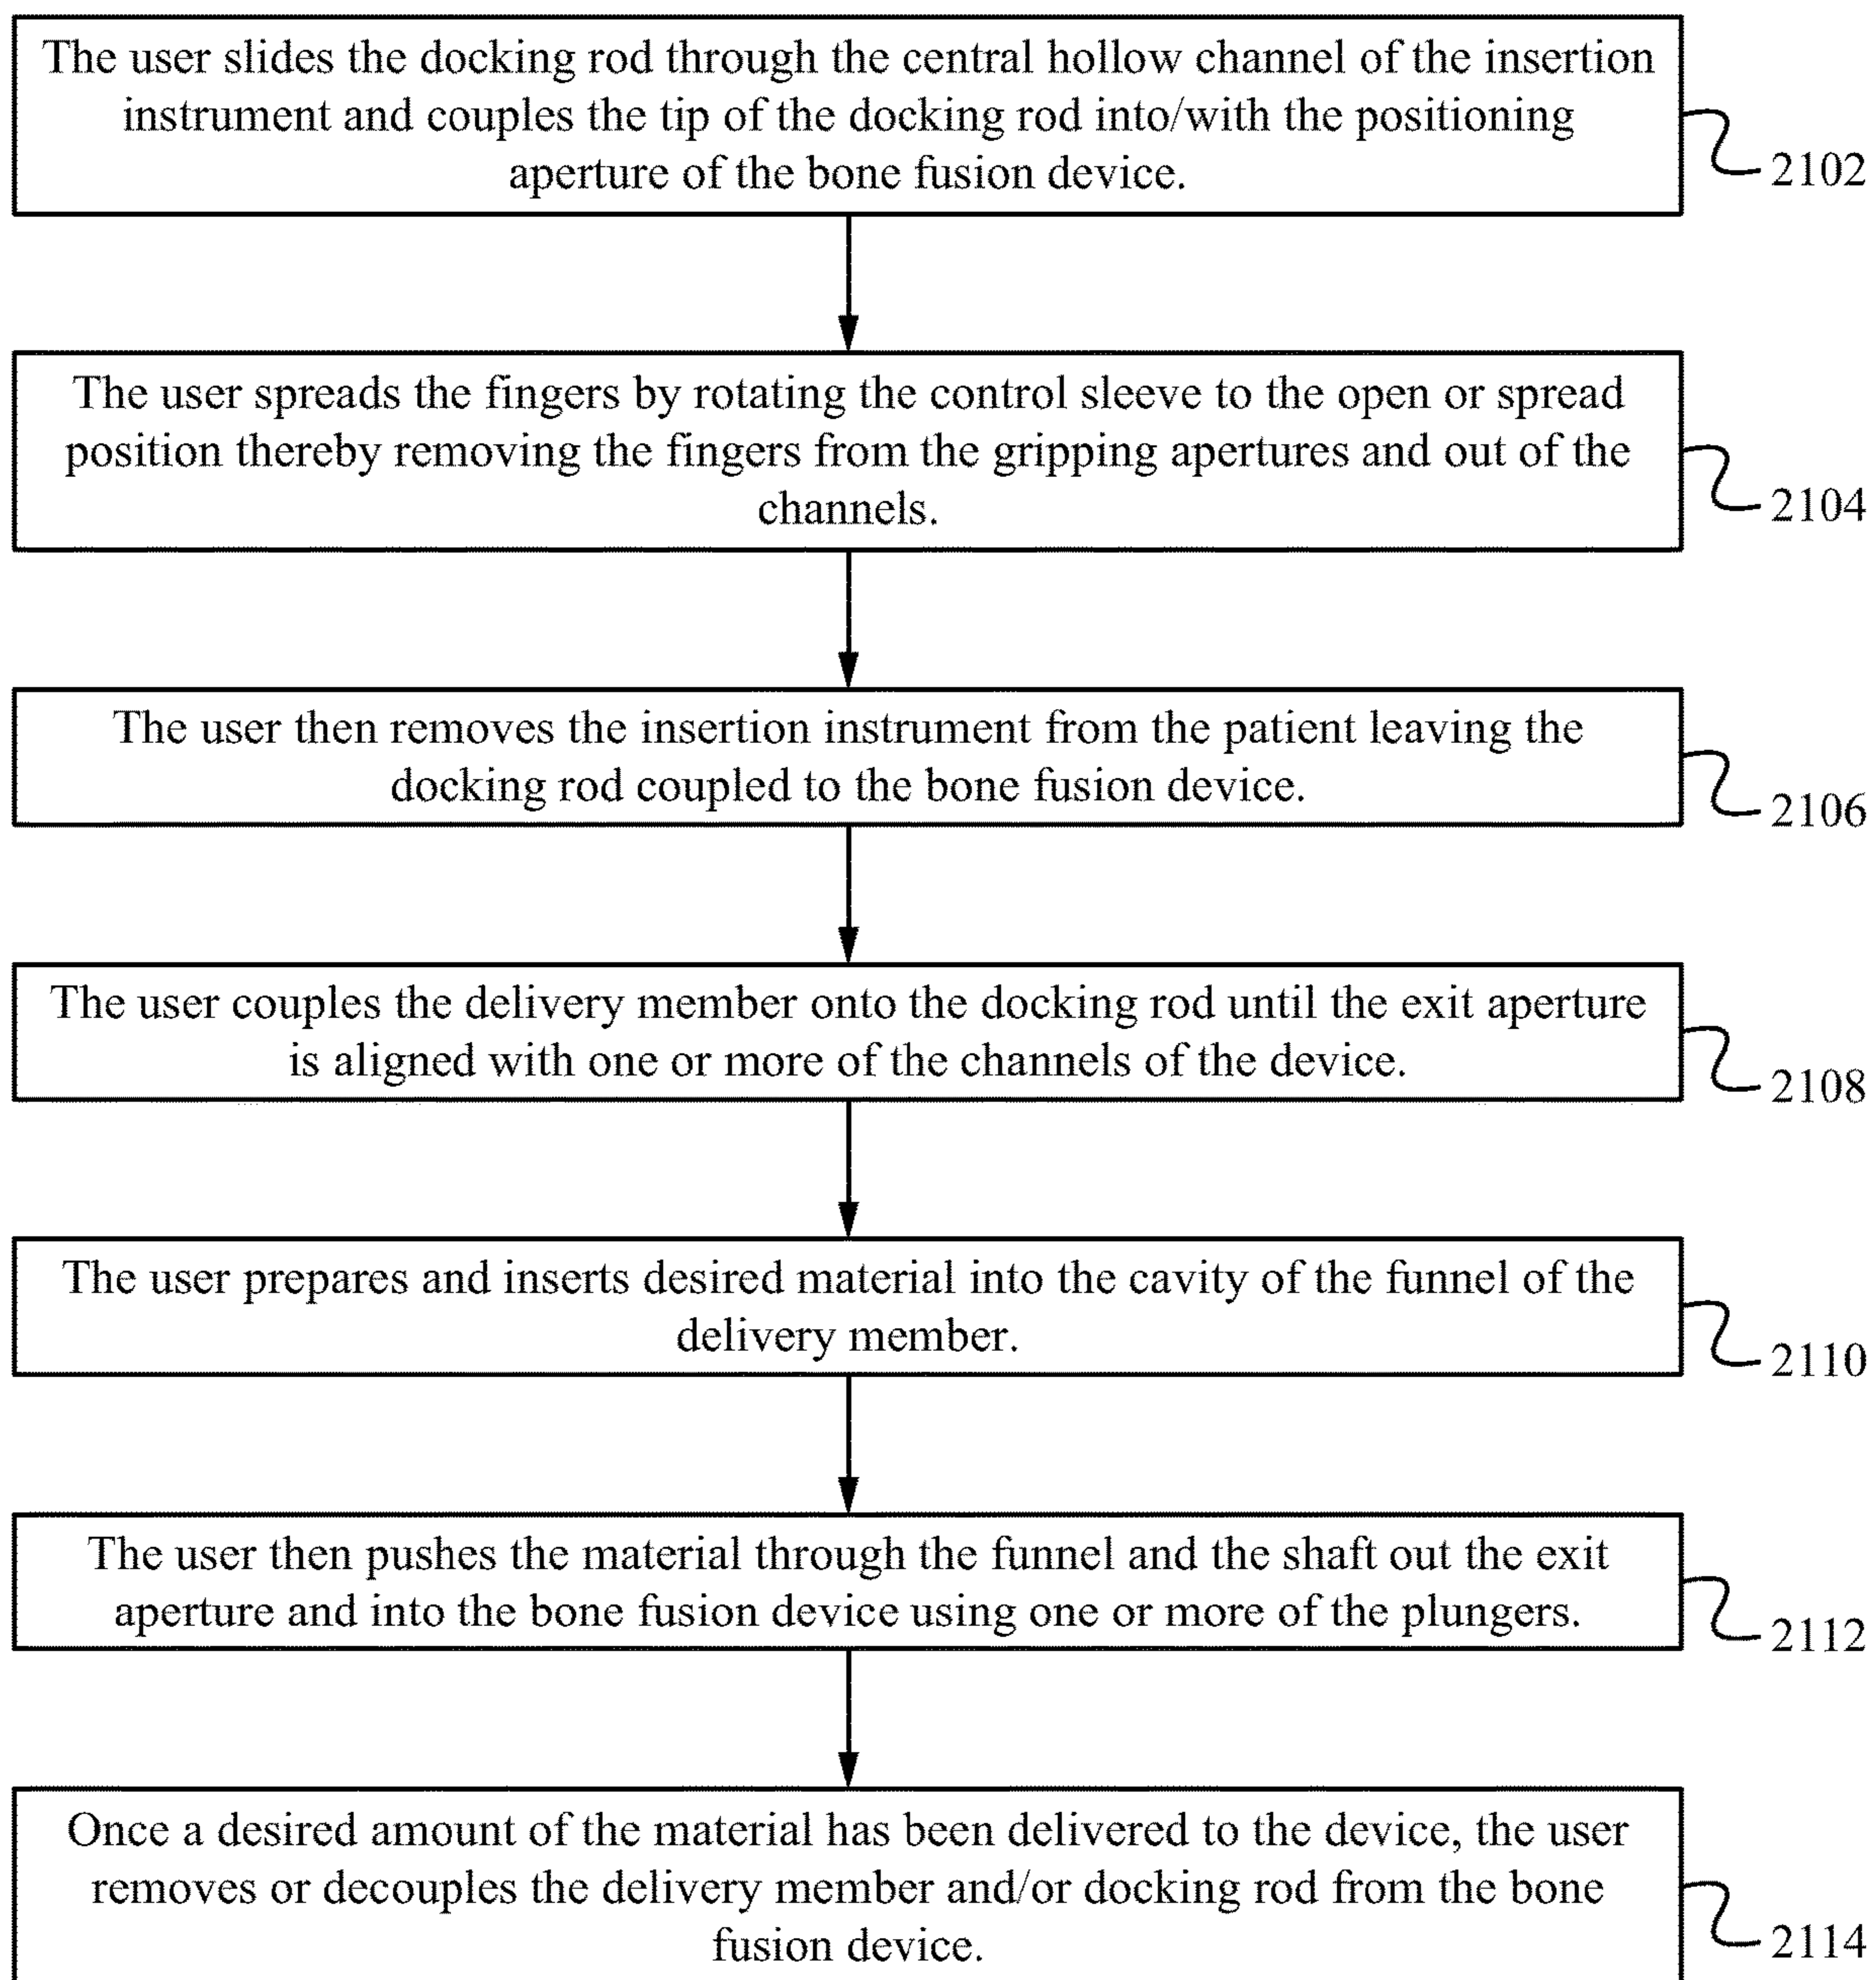 The user slides the docking rod through the central hollow channel of the insertion
instrument and couples the tip of the docking rod into/with the positioning
aperture of the bone fusion device.
2102
The user spreads the fingers by rotating the control sleeve to the open or spread
position thereby removing the fingers from the gripping apertures and out of the
channels.
2104
The user then removes the insertion instrument from the patient leaving the
docking rod coupled to the bone fusion device.
2106
The user couples the delivery member onto the docking rod until the exit aperture
is aligned with one or more of the channels of the device.
2108
The user prepares and inserts desired material into the cavity of the funnel of the
delivery member.
2110
The user then pushes the material through the funnel and the shaft out the exit
aperture and into the bone fusion device using one or more of the plungers.
2112
Once a desired amount of the material has been delivered to the device, the user
removes or decouples the delivery member and/or docking rod from the bone
fusion device.
2114